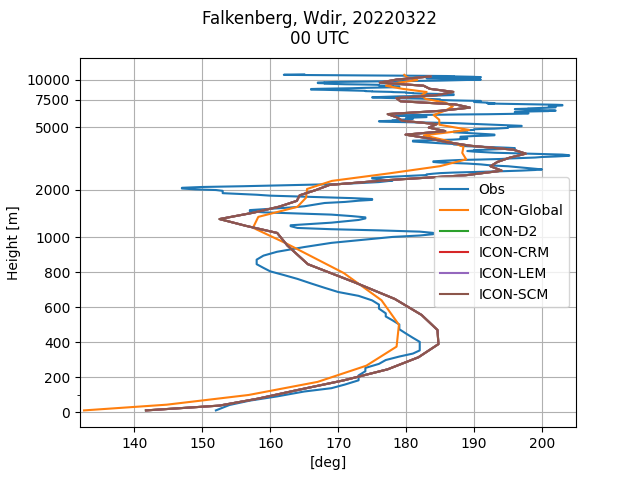 Falkenberg, Wdir, 20220322
00 UTC
10000
7500
5000
2000
1000
800
600
400
200
0
Height [m]
Obs
ICON-Global
ICON-D2
ICON-CRM
ICON-LEM
ICON-SCM
140 150 160 170 180 190 200
[deg]